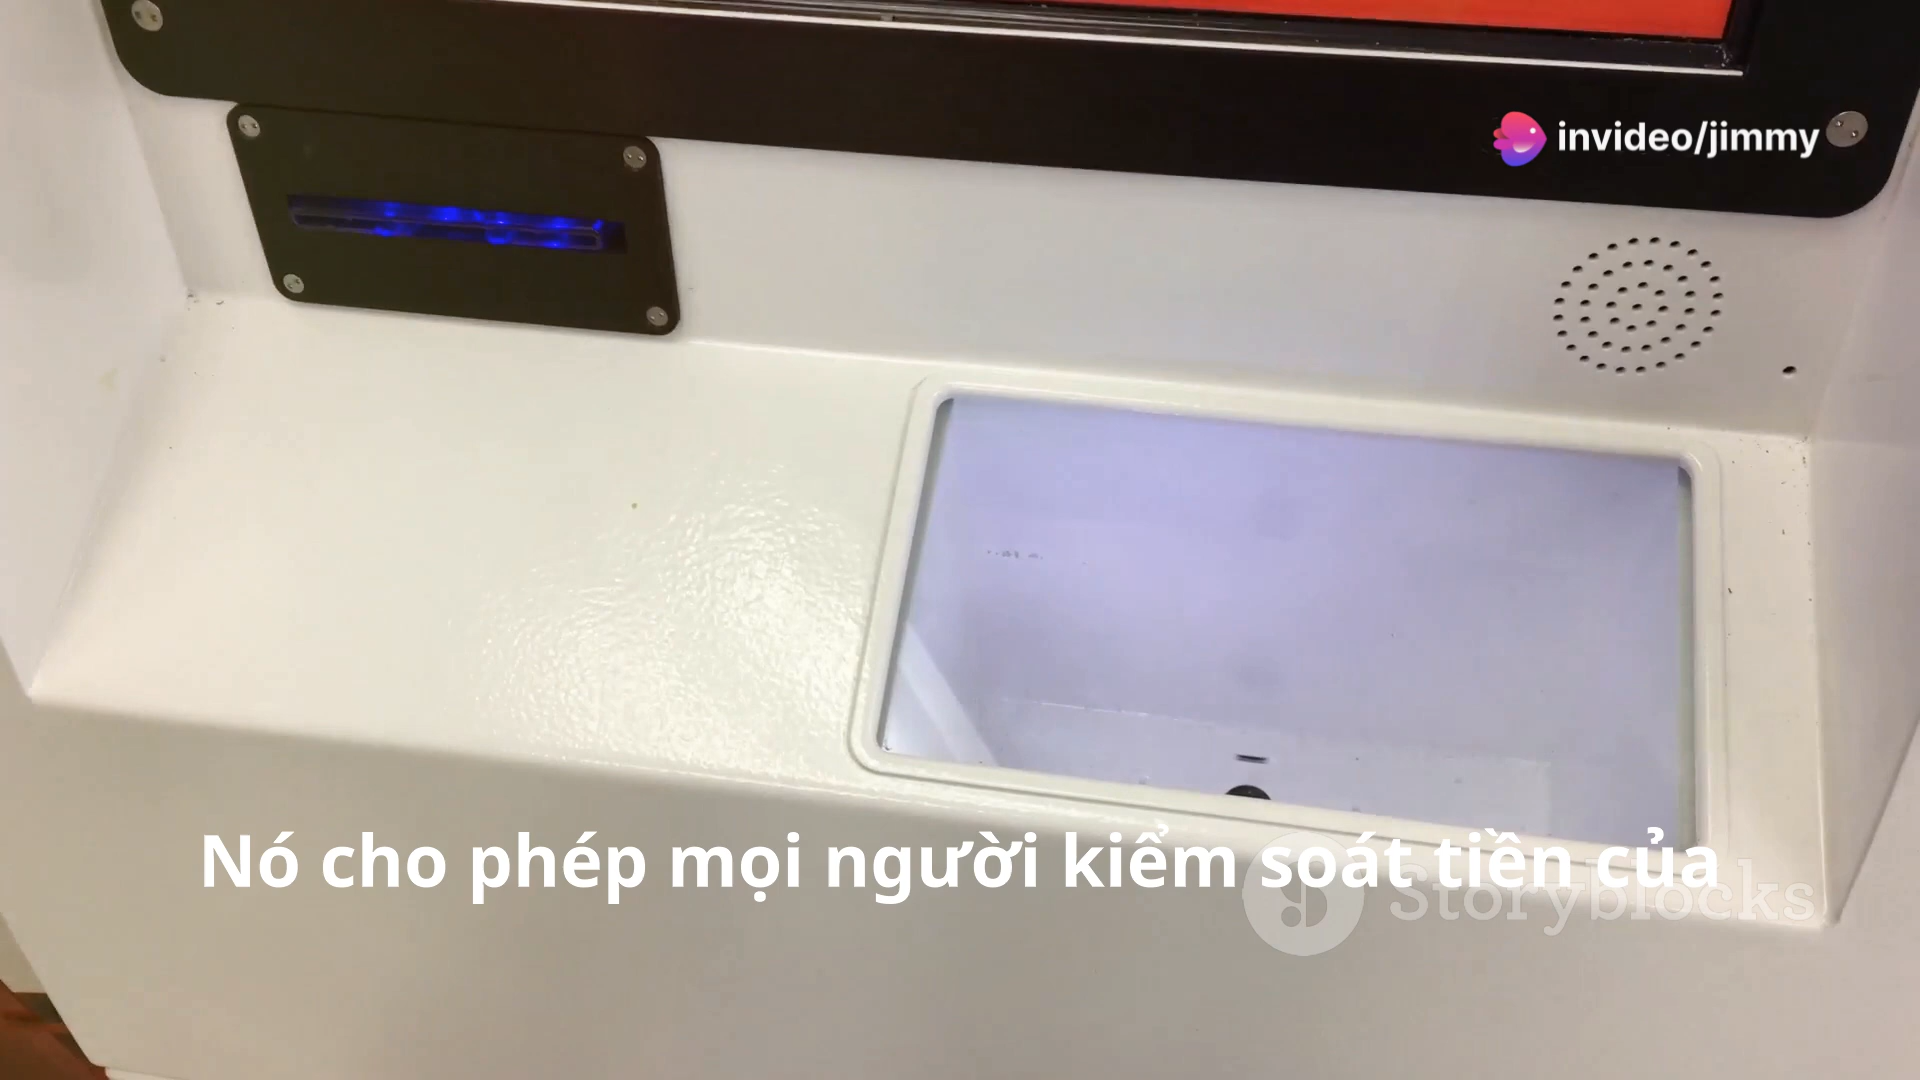 invideo/jimmy
Nó cho phép mọi người kiểm soát tiền của
Storyblocks